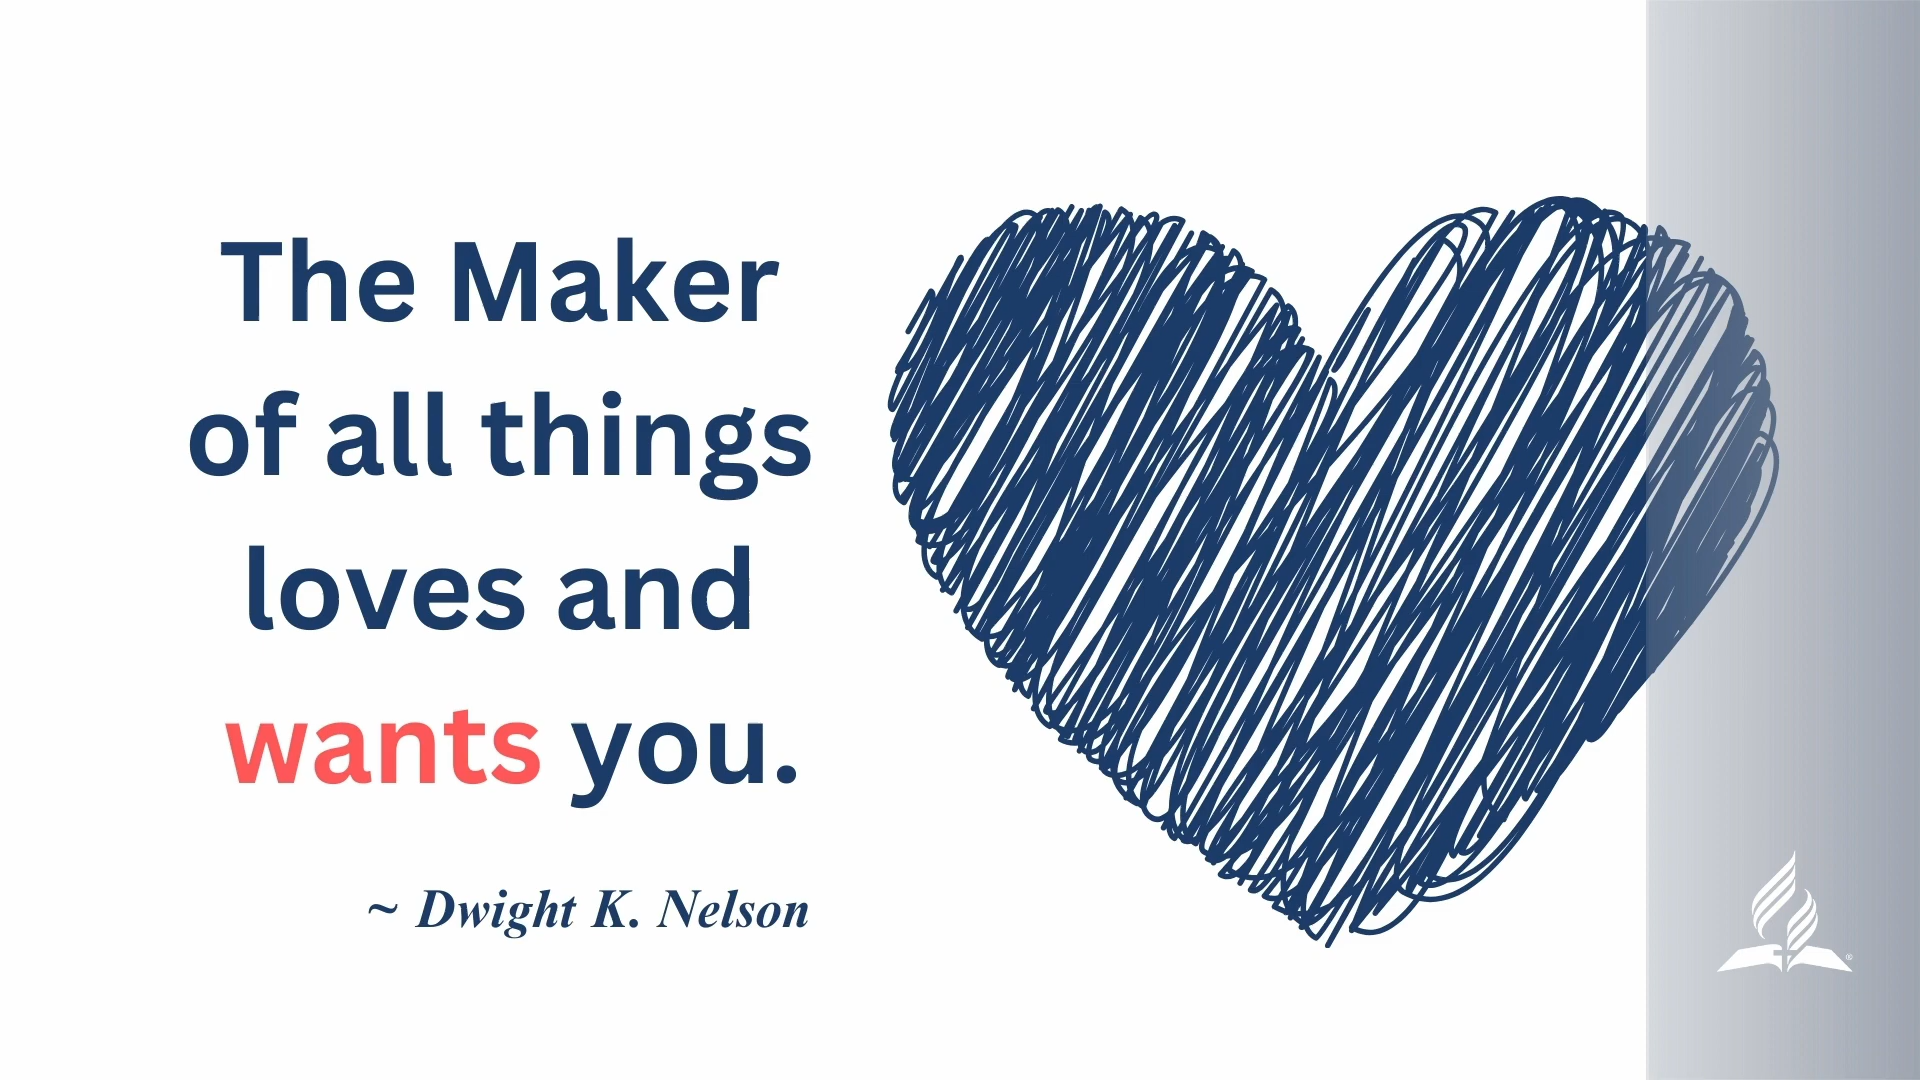 The Maker
of all things
loves and
wants you.
~ Dwight K. Nelson
®